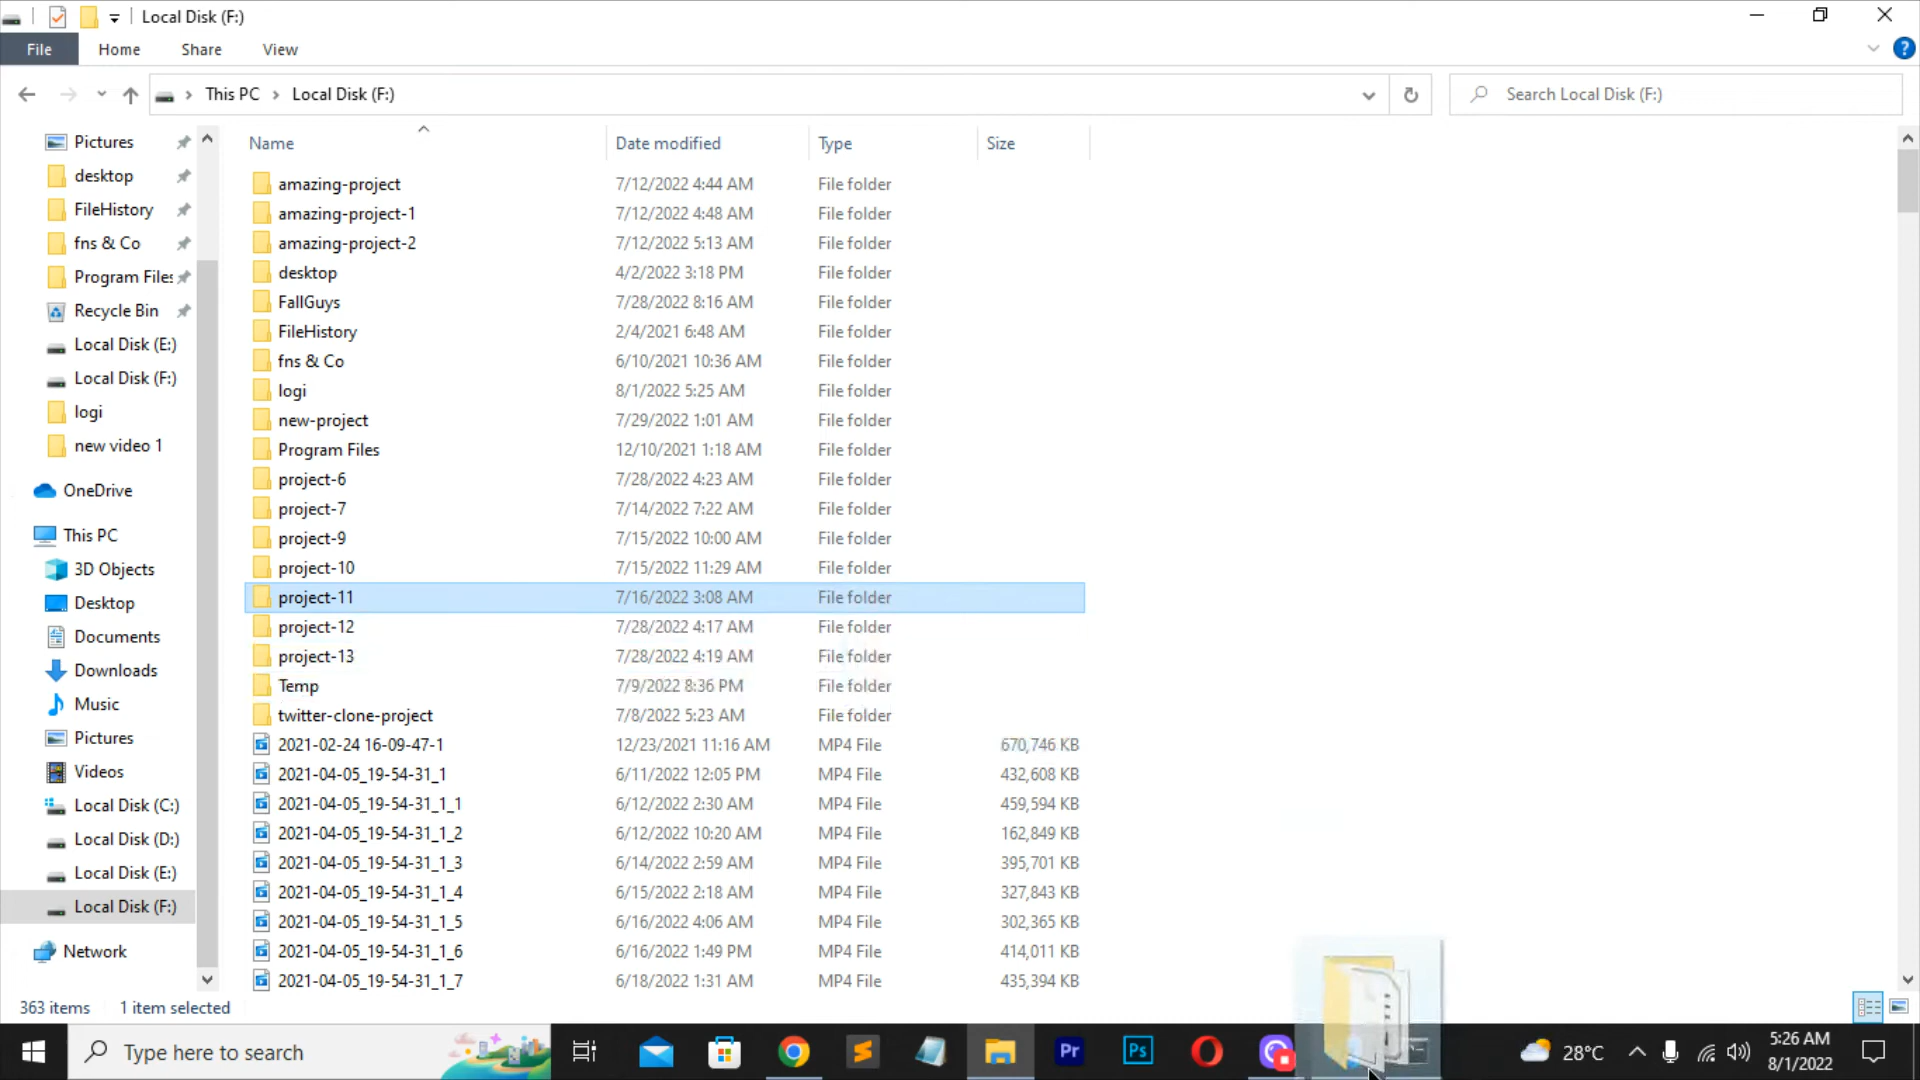 Local Disk (F:)
File Home Share View
This PC Local Disk (F:) Search Local Disk (F:)
Name Date modified Type Size
Pictures
desktop
FileHistory
fns & Co
Program Files
Recycle Bin
Local Disk (E:)
Local Disk (F:)
logi
new video 1
OneDrive
This PC
3D Objects
Desktop
Documents
Downloads
Music
Pictures
Videos
Local Disk (C:)
Local Disk (D:)
Local Disk (E:)
Local Disk (F:)
Network
amazing-project 7/12/2022 4:44 AM File folder
amazing-project-1 7/12/2022 4:48 AM File folder
amazing-project-2 7/12/2022 5:13 AM File folder
desktop 4/2/2022 3:18 PM File folder
FallGuys 7/28/2022 8:16 AM File folder
FileHistory 2/4/2021 6:48 AM File folder
fns & Co 6/10/2021 10:36 AM File folder
logi 8/1/2022 5:25 AM File folder
new-project 7/29/2022 1:01 AM File folder
Program Files 12/10/2021 1:18 AM File folder
project-6 7/28/2022 4:23 AM File folder
project-7 7/14/2022 7:22 AM File folder
project-9 7/15/2022 10:00 AM File folder
project-10 7/15/2022 11:29 AM File folder
project-11 7/16/2022 3:08 AM File folder
project-12 7/28/2022 4:17 AM File folder
project-13 7/28/2022 4:19 AM File folder
Temp 7/9/2022 8:36 PM File folder
twitter-clone-project 7/8/2022 5:23 AM File folder
2021-02-24 16-09-47-1 12/23/2021 11:16 AM MP4 File 670,746 KB
2021-04-05_19-54-31_1 6/11/2022 12:05 PM MP4 File 432,608 KB
2021-04-05_19-54-31_1_1 6/12/2022 2:30 AM MP4 File 459,594 KB
2021-04-05_19-54-31_1_2 6/12/2022 10:20 AM MP4 File 162,849 KB
2021-04-05_19-54-31_1_3 6/14/2022 2:59 AM MP4 File 395,701 KB
2021-04-05_19-54-31_1_4 6/15/2022 2:18 AM MP4 File 327,843 KB
2021-04-05_19-54-31_1_5 6/16/2022 4:06 AM MP4 File 302,365 KB
2021-04-05_19-54-31_1_6 6/16/2022 1:49 PM MP4 File 414,011 KB
2021-04-05_19-54-31_1_7 6/18/2022 1:31 AM MP4 File 435,394 KB
363 items 1 item selected
Type here to search Pr Ps 28°C 5:26 AM
8/1/2022